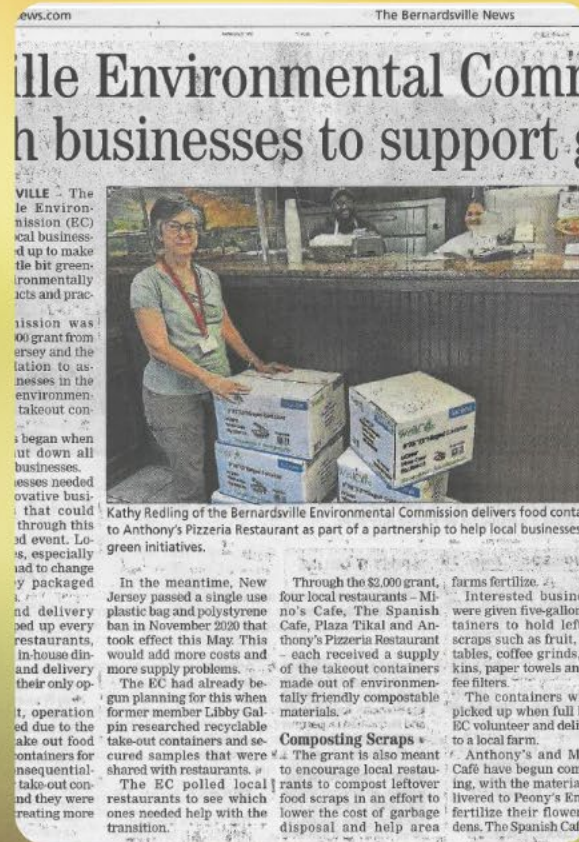 ews.com
The Bernardsville News
ille Environmental Comm
h businesses to support
VILLE – The
le Environ-
mission (EC)
cal business-
ed up to make
tle bit green-
ironmentally
ucts and prac-
mission was
00 grant from
ersey and the
dation to as-
nesses in the
environmen-
takeout con-
s began when
ut down all
businesses.
esses needed
ovative busi-
that could
through this
ed event. Lo-
es, especially
had to change
y packaged
nd delivery
ped up every
restaurants,
in-house din-
and delivery
their only op-
t, operation
ed due to the
ake out food
ontainers for
nsequential-
take-out con-
nd they were
creating more
Kathy Redling of the Bernardsville Environmental Commission delivers food conta
to Anthony's Pizzeria Restaurant as part of a partnership to help local businesses
green initiatives.
In the meantime, New
Jersey passed a single use
plastic bag and polystyrene
ban in November 2020 that
took effect this May. This
would add more costs and
more supply problems.
The EC had already be-
gun planning for this when
former member Libby Gal-
pin researched recyclable
take-out containers and se-
cured samples that were
shared with restaurants.
The EC polled local
restaurants to see which
ones needed help with the
transition.
Through the $2,000 grant,
four local restaurants – Mi-
no's Cafe, The Spanish
Cafe, Plaza Tikal and An-
thony's Pizzeria Restaurant
– each received a supply
of the takeout containers
made out of environmen-
tally friendly compostable
materials.
Composting Scraps
The grant is also meant
to encourage local restau-
rants to compost leftover
food scraps in an effort to
lower the cost of garbage
disposal and help area
farms fertilize.
Interested busin
were given five-gallon
tainers to hold left
scraps such as fruit,
tables, coffee grinds,
kins, paper towels an
fee filters.
The containers w
picked up when full
EC volunteer and deli
to a local farm.
Anthony's and M
Café have begun com
ing, with the materia
livered to Peony's En
fertilize their flower
dens. The Spanish Caf